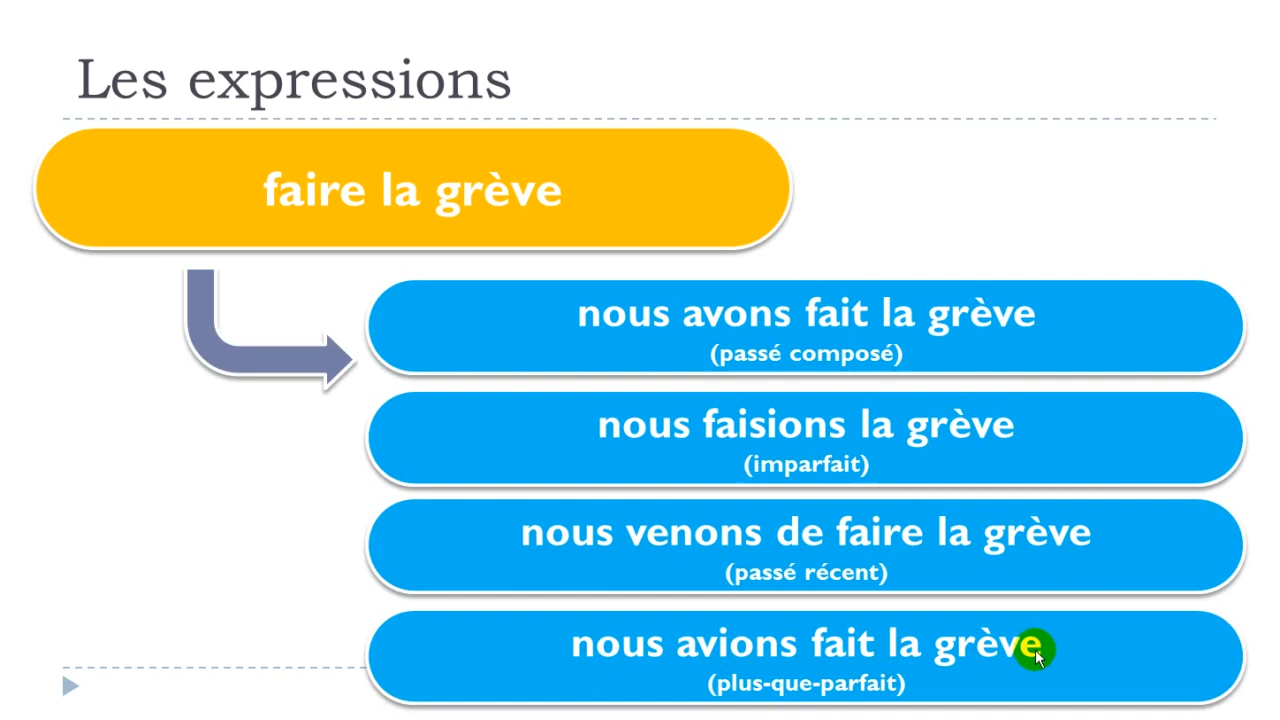 Les expressions
faire la grève
nous avons fait la grève
(passé composé)
nous faisions la grève
(imparfait)
nous venons de faire la grève
(passé récent)
nous avions fait la grève
(plus-que-parfait)